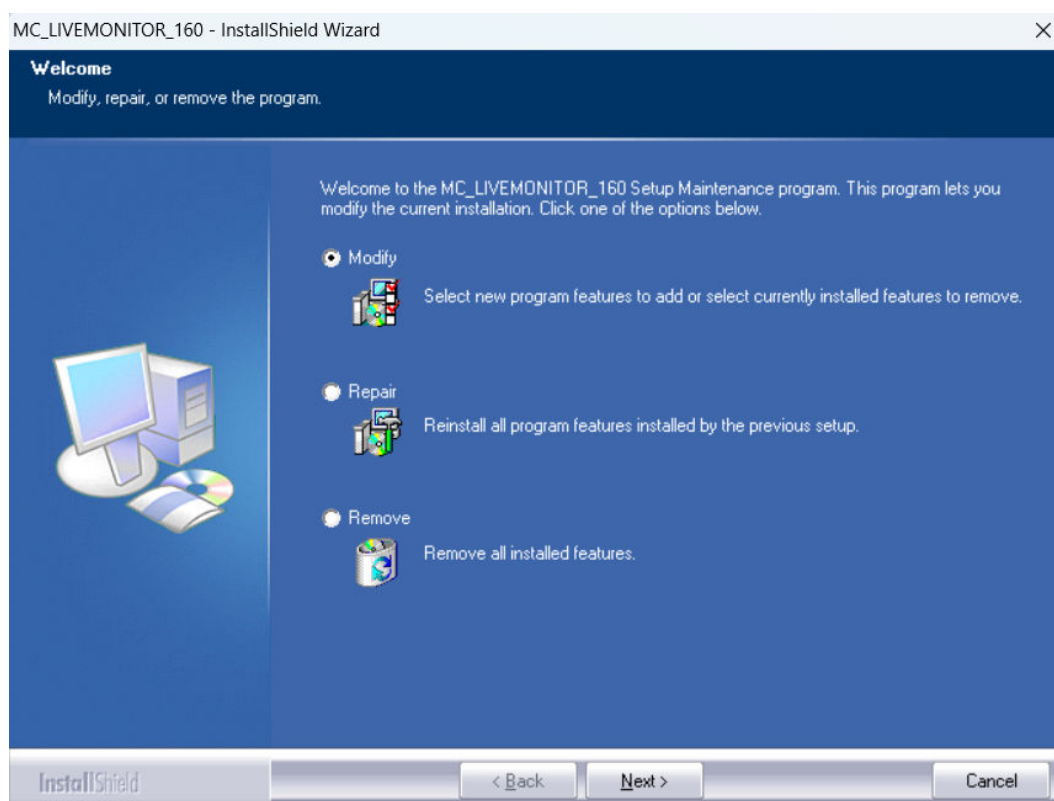 MC_LIVEMONITOR_160 - InstallShield Wizard
Welcome
Modify, repair, or remove the program.
Welcome to the MC_LIVEMONITOR_160 Setup Maintenance program. This program lets you
modify the current installation. Click one of the options below.
Modify
Select new program features to add or select currently installed features to remove.
Repair
Reinstall all program features installed by the previous setup.
Remove
Remove all installed features.
InstallShield
< Back
Next >
Cancel